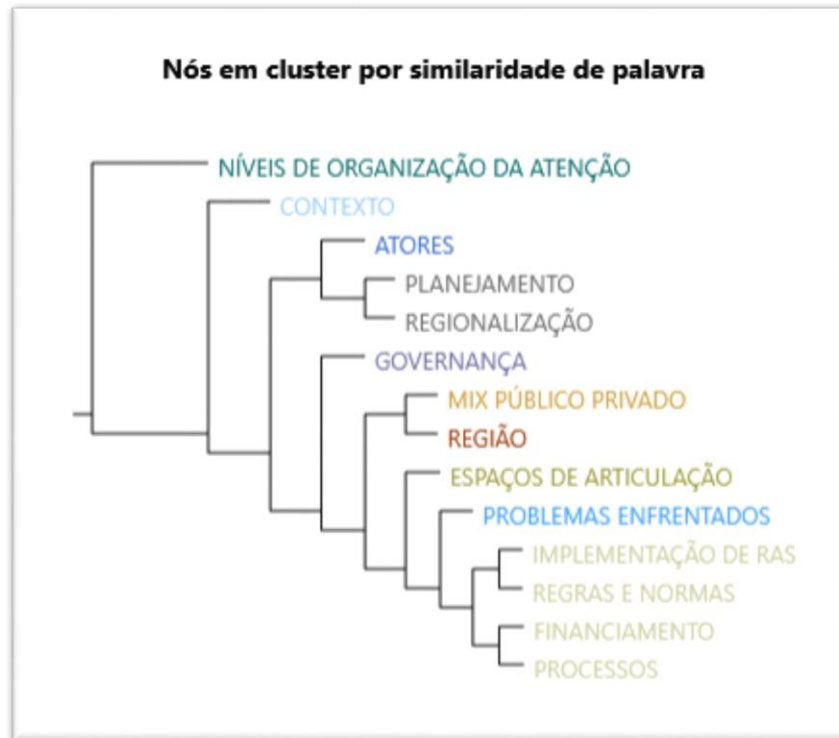 Nós em cluster por similaridade de palavra
NÍVEIS DE ORGANIZAÇÃO DA ATENÇÃO
CONTEXTO
ATORES
PLANEJAMENTO
REGIONALIZAÇÃO
GOVERNANÇA
MIX PÚBLICO PRIVADO
REGIÃO
ESPAÇOS DE ARTICULAÇÃO
PROBLEMAS ENFRENTADOS
IMPLEMENTAÇÃO DE RAS
REGRAS E NORMAS
FINANCIAMENTO
PROCESSOS